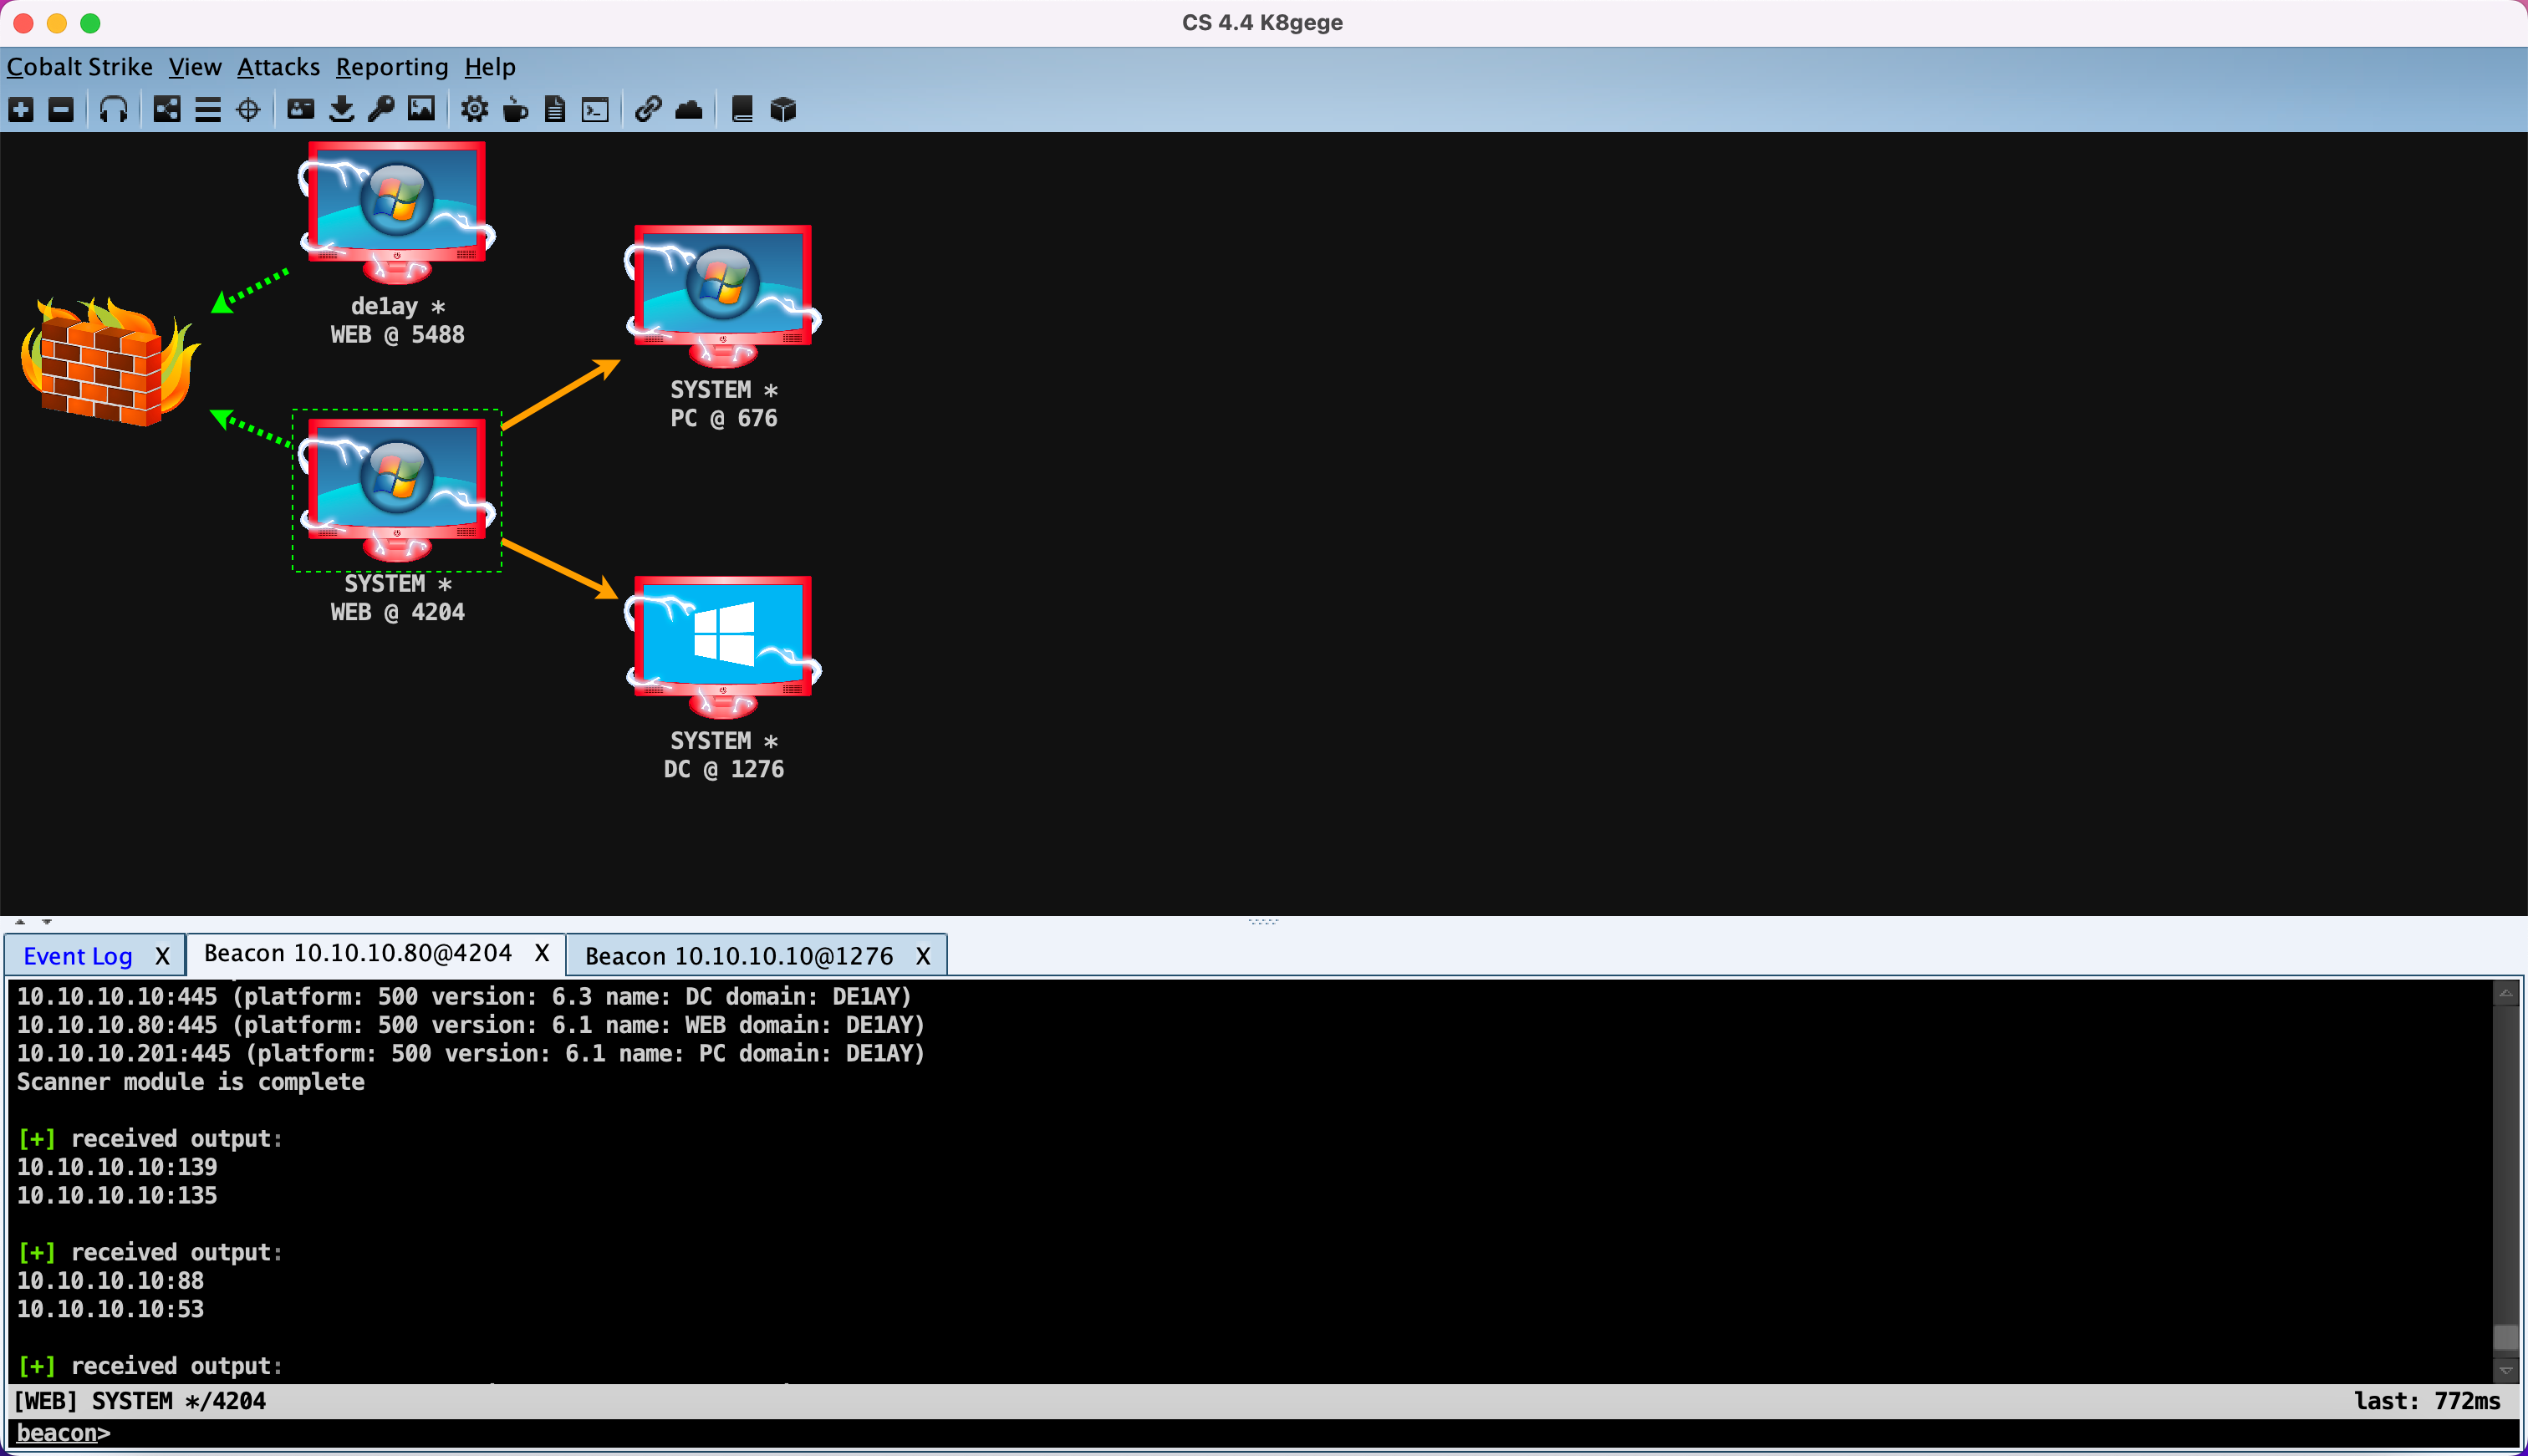 CS 4.4 K8gege
Cobalt Strike View Attacks Reporting Help
de1ay *
WEB @ 5488
SYSTEM *
PC @ 676
SYSTEM *
WEB @ 4204
SYSTEM *
DC @ 1276
Event Log X Beacon 10.10.10.80@4204 X Beacon 10.10.10.10@1276 X
10.10.10.10:445 (platform: 500 version: 6.3 name: DC domain: DE1AY)
10.10.10.80:445 (platform: 500 version: 6.1 name: WEB domain: DE1AY)
10.10.10.201:445 (platform: 500 version: 6.1 name: PC domain: DE1AY)
Scanner module is complete
[+] received output:
10.10.10.10:139
10.10.10.10:135
[+] received output:
10.10.10.10:88
10.10.10.10:53
[+] received output:
[WEB] SYSTEM */4204 last: 772ms
beacon>